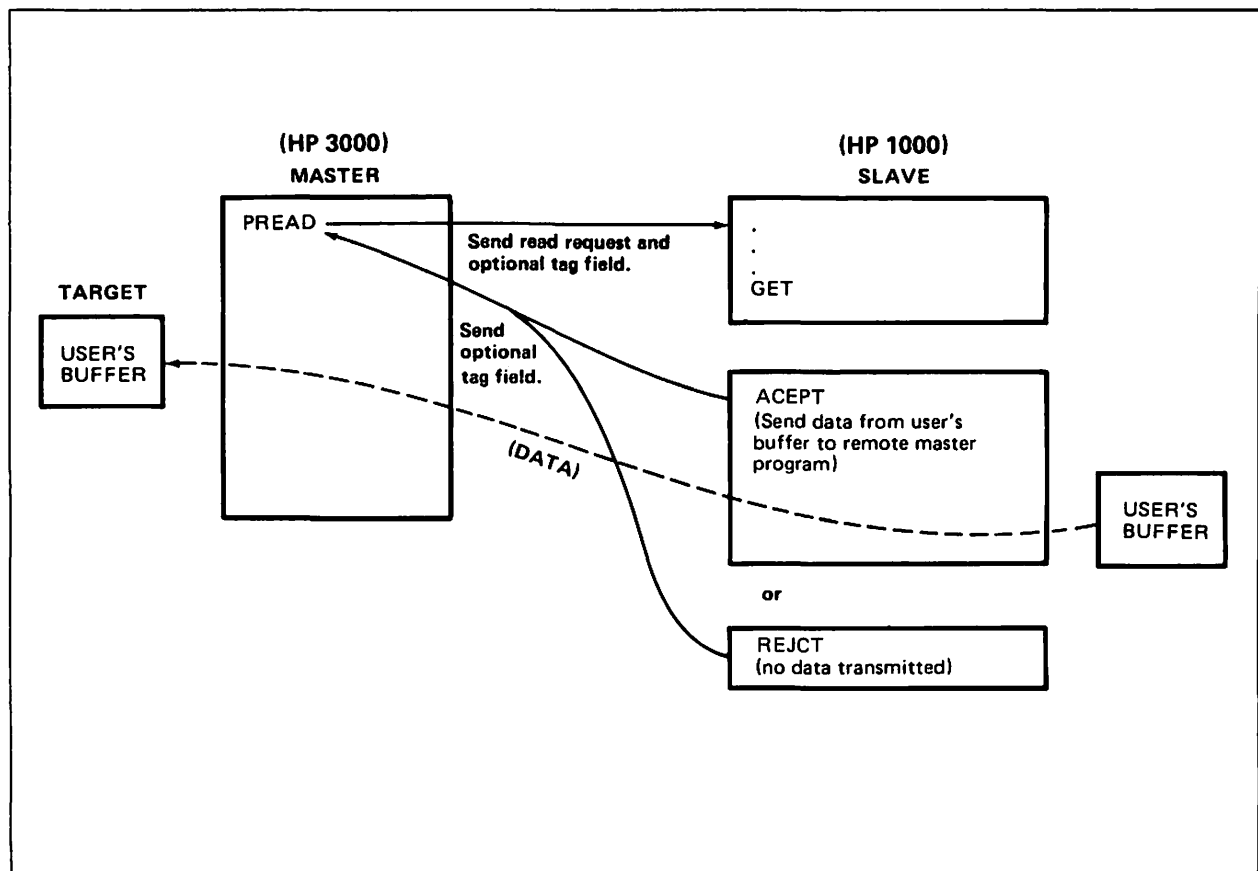 (HP 3000)
MASTER
(HP 1000)
SLAVE
PREAD
Send read request and
optional tag field.
.
.
.
GET
TARGET
USER'S
BUFFER
Send
optional
tag field.
(DATA)
ACEPT
(Send data from user's
buffer to remote master
program)
USER'S
BUFFER
or
REJCT
(no data transmitted)